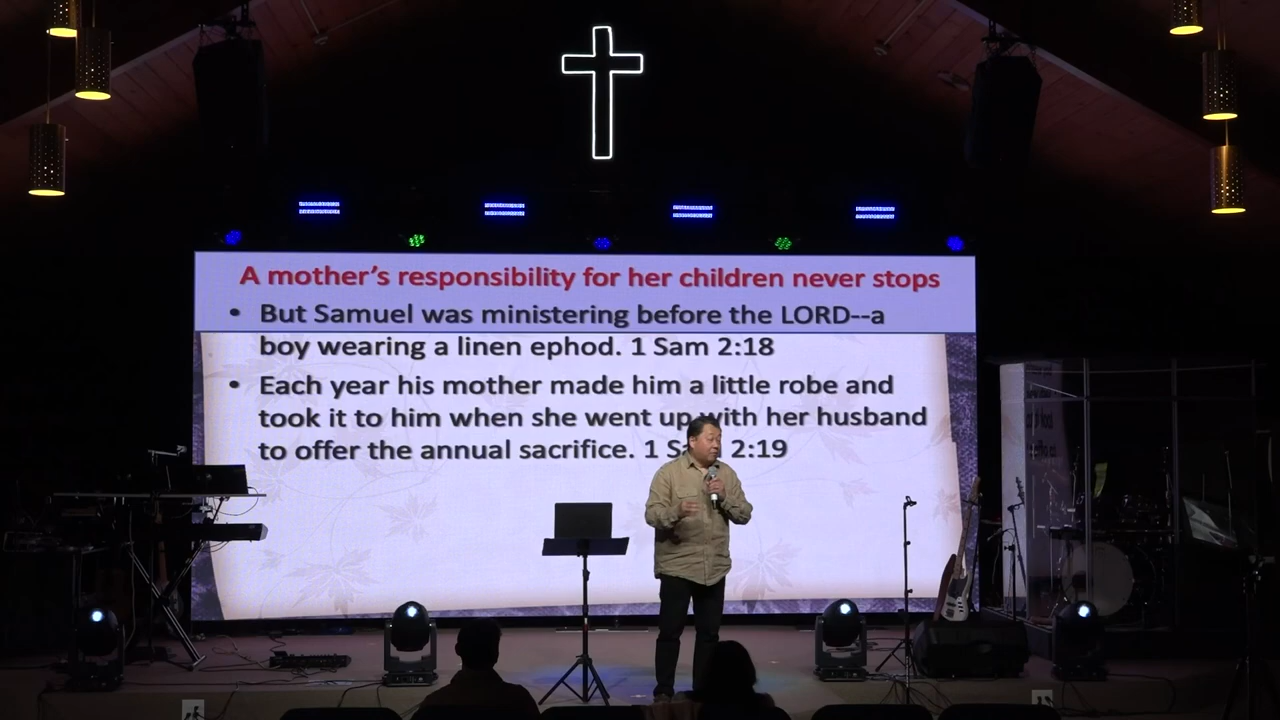 A mother's responsibility for her children never stops
• But Samuel was ministering before the LORD--a
boy wearing a linen ephod. 1 Sam 2:18
• Each year his mother made him a little robe and
took it to him when she went up with her husband
to offer the annual sacrifice. 1 Sa 2:19